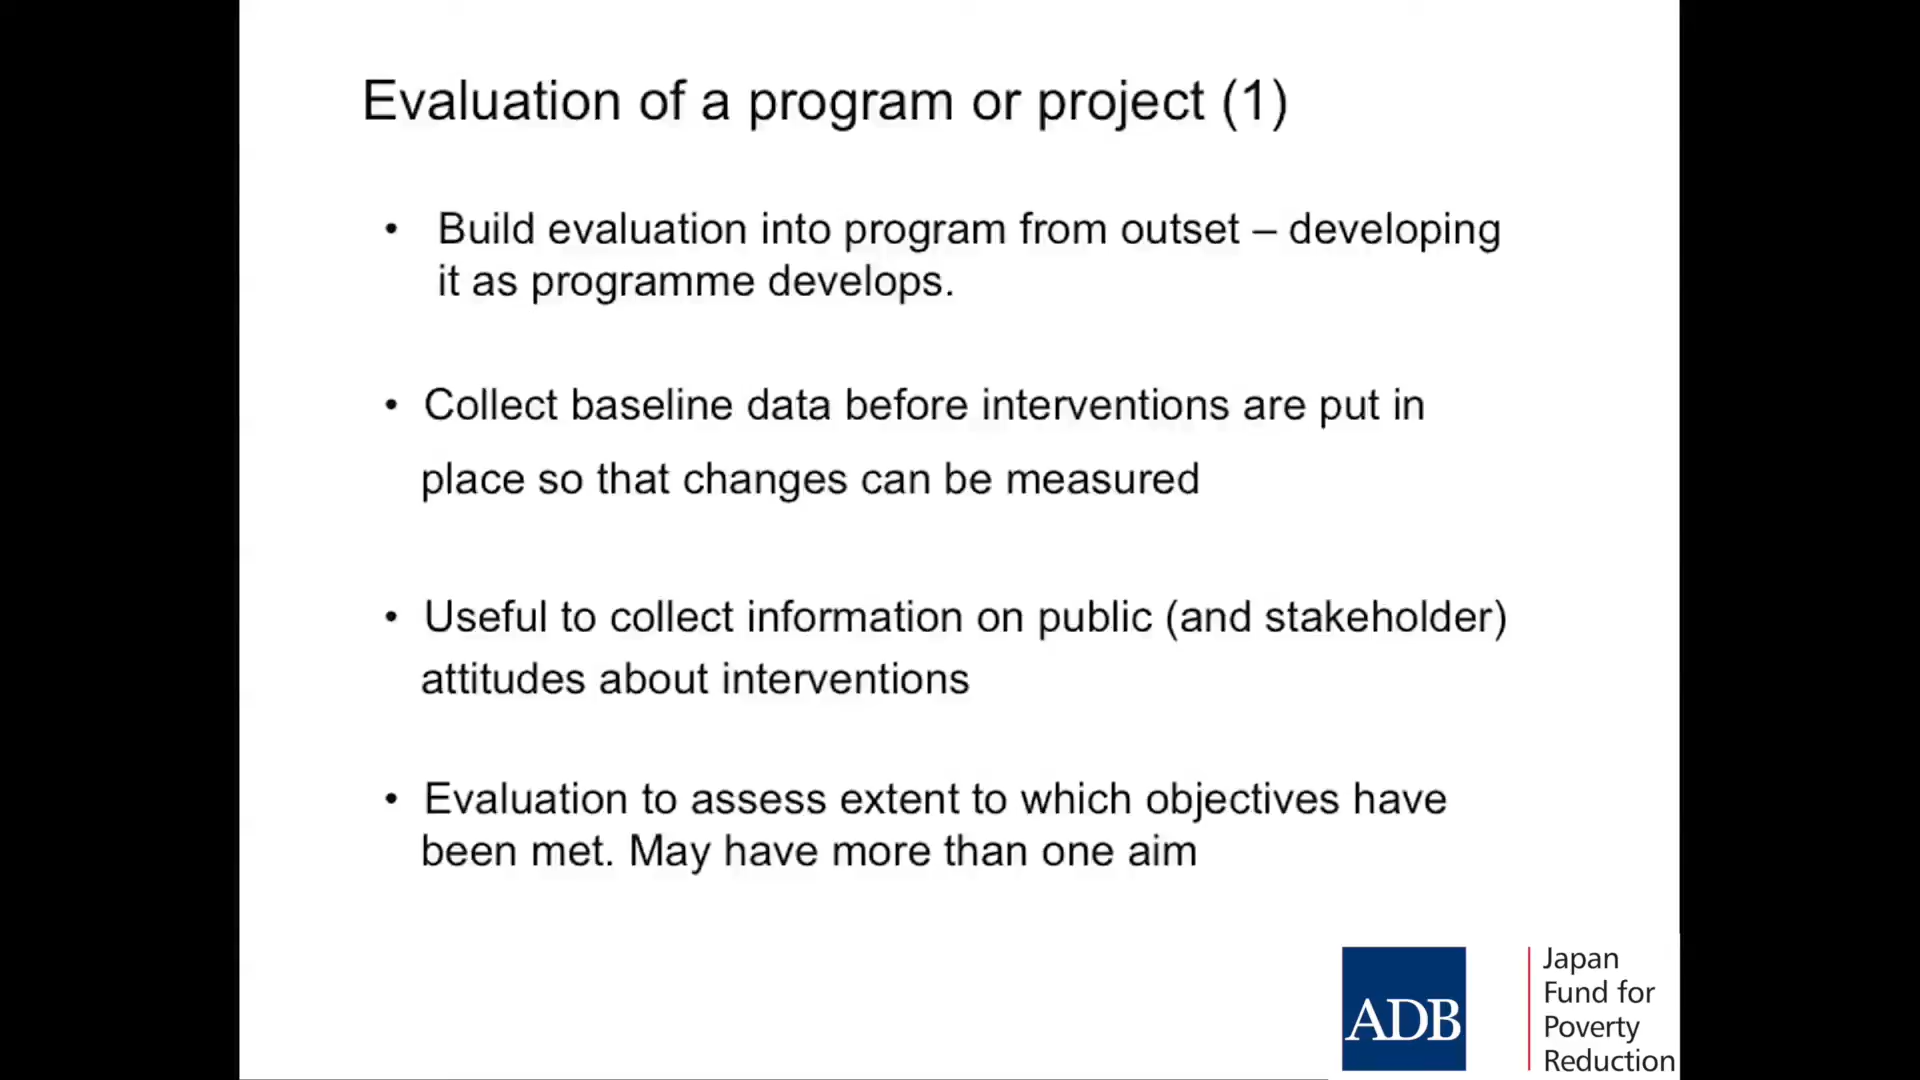 Evaluation of a program or project (1)
• Build evaluation into program from outset – developing
it as programme develops.
• Collect baseline data before interventions are put in
place so that changes can be measured
• Useful to collect information on public (and stakeholder)
attitudes about interventions
• Evaluation to assess extent to which objectives have
been met. May have more than one aim
ADB
Japan
Fund for
Poverty
Reduction